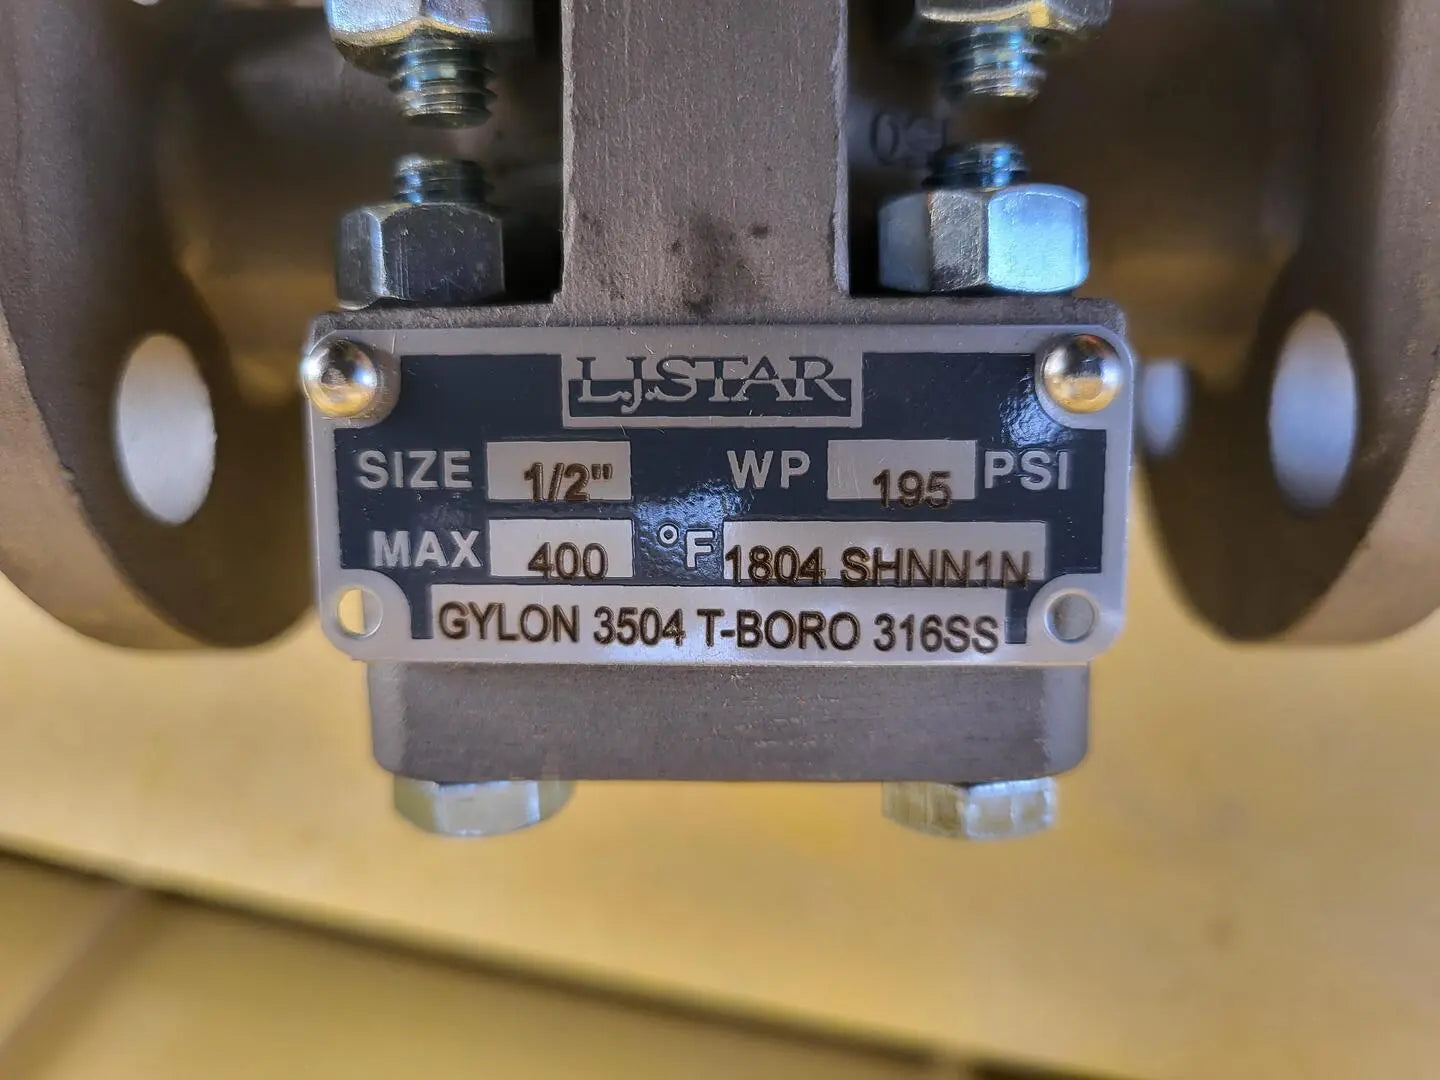 L.J.STAR
SIZE 1/2" WP 195 PSI
MAX 400 °F 1804 SHNN1N
GYLON 3504 T-BORO 316SS